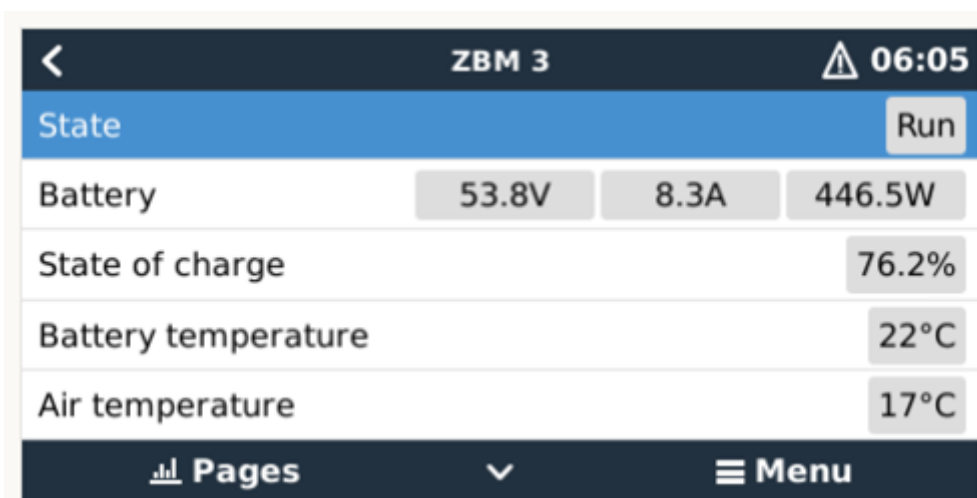 ZBM 3 06:05
State Run
Battery 53.8V 8.3A 446.5W
State of charge 76.2%
Battery temperature 22°C
Air temperature 17°C
Pages Menu